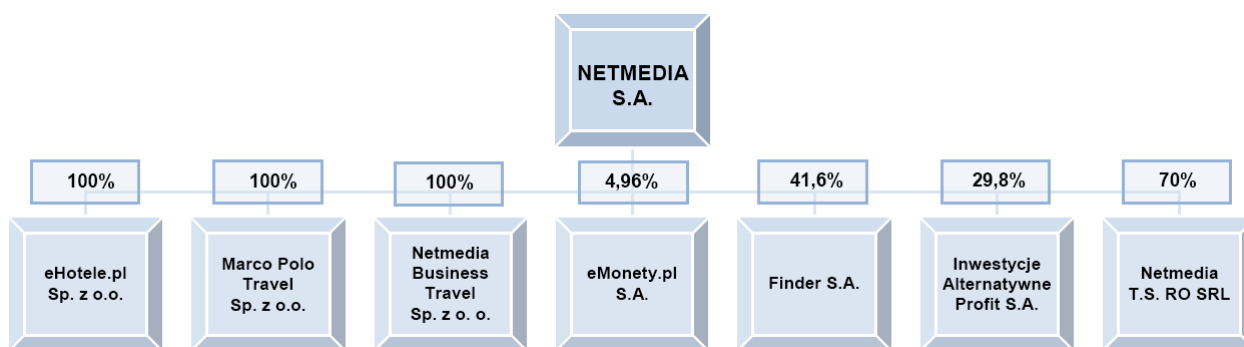 NETMEDIA
S.A.
100%
100%
100%
4,96%
41,6%
29,8%
70%
eHotele.pl
Sp. z o.o.
Marco Polo
Travel
Sp. z o.o.
Netmedia
Business
Travel
Sp. z o. o.
eMonety.pl
S.A.
Finder S.A.
Inwestycje
Alternatywne
Profit S.A.
Netmedia
T.S. RO SRL